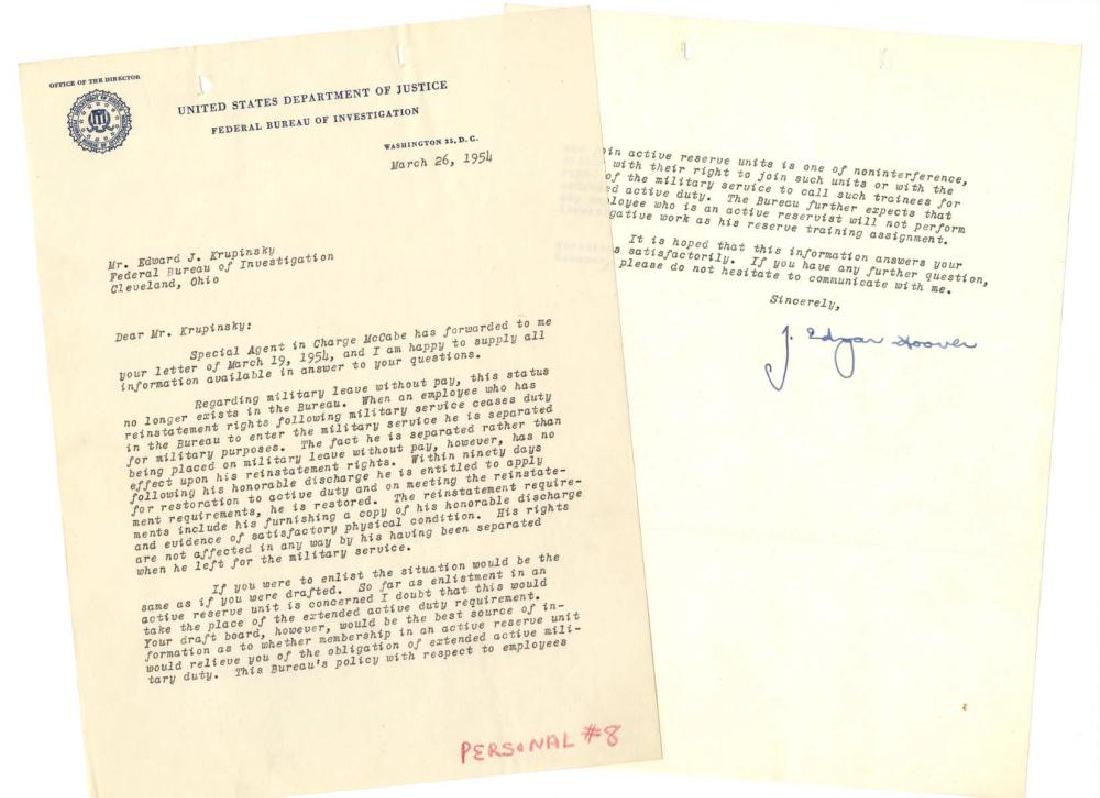 OFFICE OF THE DIRECTOR
UNITED STATES DEPARTMENT OF JUSTICE
FEDERAL BUREAU OF INVESTIGATION
WASHINGTON 25, D. C.
March 26, 1954
Mr. Edward J. Krupinsky
Federal Bureau of Investigation
Cleveland, Ohio
Dear Mr. Krupinsky:
Special Agent in Charge McCabe has forwarded to me
your letter of March 19, 1954, and I am happy to supply all
information available in answer to your questions.
Regarding military leave without pay, this status
no longer exists in the Bureau. When an employee who has
reinstatement rights following military service ceases duty
in the Bureau to enter the military service he is separated
for military purposes. The fact he is separated rather than
being placed on military leave without pay, however, has no
effect upon his reinstatement rights. Within ninety days
following his honorable discharge he is entitled to apply
for restoration to active duty and on meeting the reinstate-
ment requirements, he is restored. The reinstatement require-
ments include his furnishing a copy of his honorable discharge
and evidence of satisfactory physical condition. His rights
are not affected in any way by his having been separated
when he left for the military service.
If you were to enlist the situation would be the
same as if you were drafted. So far as enlistment in an
active reserve unit is concerned I doubt that this would
take the place of the extended active duty requirement.
Your draft board, however, would be the best source of in-
formation as to whether membership in an active reserve unit
would relieve you of the obligation of extended active mili-
tary duty. This Bureau's policy with respect to employees
PERSONAL #8
in active reserve units is one of noninterference,
with their right to join such units or with the
of the military service to call such trainees for
d active duty. The Bureau further expects that
loyee who is an active reservist will not perform
gative work as his reserve training assignment.
It is hoped that this information answers your
s satisfactorily. If you have any further question,
please do not hesitate to communicate with me.
Sincerely,
J. Edgar Hoover